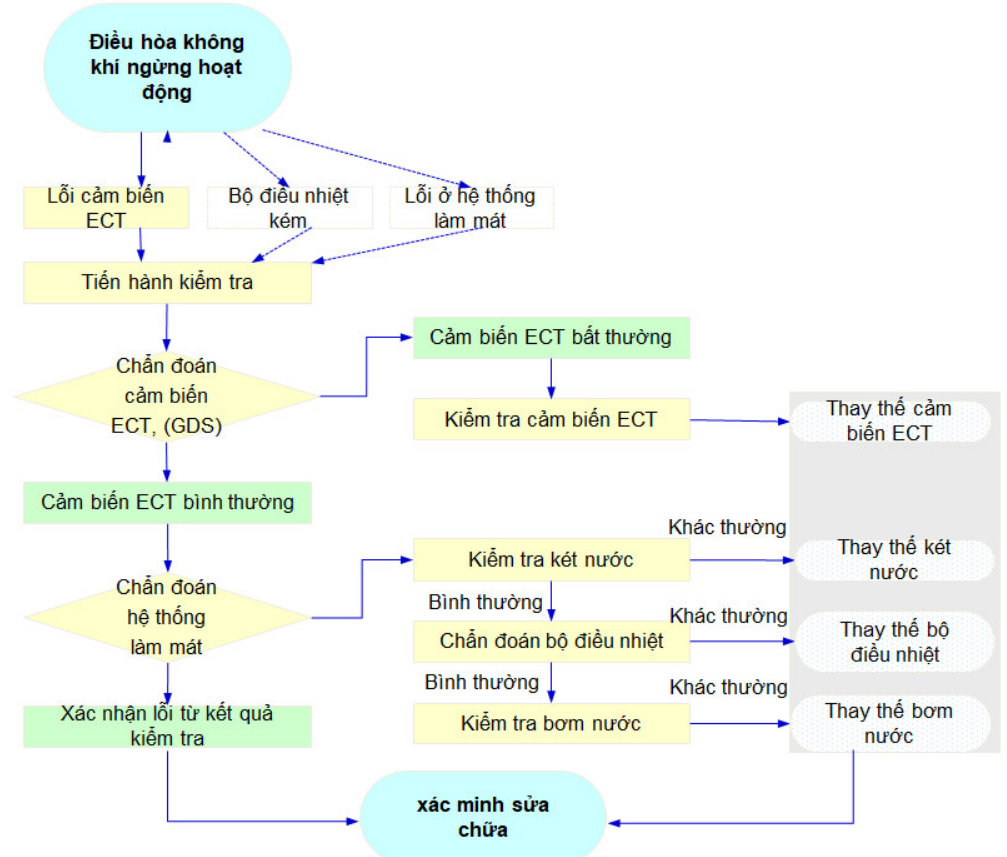 Điều hòa không
khí ngừng hoạt
động
Lỗi cảm biến
ECT
Bộ điều nhiệt
kém
Lỗi ở hệ thống
làm mát
Tiến hành kiểm tra
Chẩn đoán
cảm biến
ECT, (GDS)
Cảm biến ECT bất thường
Kiểm tra cảm biến ECT
Thay thế cảm
biến ECT
Cảm biến ECT bình thường
Chẩn đoán
hệ thống
làm mát
Kiểm tra két nước
Khác thường
Thay thế két
nước
Bình thường
Chẩn đoán bộ điều nhiệt
Khác thường
Thay thế bộ
điều nhiệt
Bình thường
Kiểm tra bơm nước
Khác thường
Thay thế bơm
nước
Xác nhận lỗi từ kết quả
kiểm tra
xác minh sửa
chữa